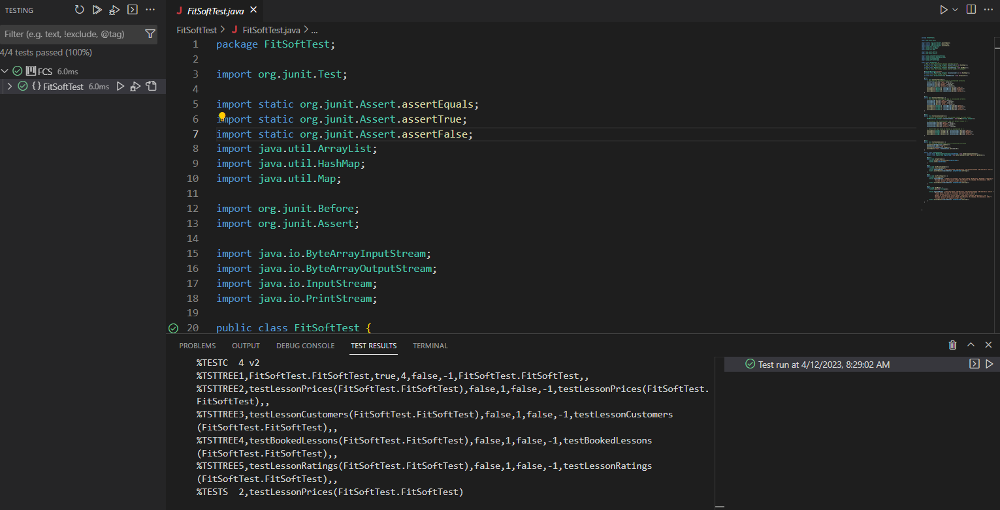 TESTING
Filter (e.g. text, !exclude, @tag)
4/4 tests passed (100%)
FCS 6.0ms
{} FitSoftTest 6.0ms
J FitSoftTest.java
FitSoftTest > J FitSoftTest.java > ...
1 package FitSoftTest;
2
3 import org.junit.Test;
4
5 import static org.junit.Assert.assertEquals;
6 import static org.junit.Assert.assertTrue;
7 import static org.junit.Assert.assertFalse;
8 import java.util.ArrayList;
9 import java.util.HashMap;
10 import java.util.Map;
11
12 import org.junit.Before;
13 import org.junit.Assert;
14
15 import java.io.ByteArrayInputStream;
16 import java.io.ByteArrayOutputStream;
17 import java.io.InputStream;
18 import java.io.PrintStream;
19
20 public class FitSoftTest {
PROBLEMS OUTPUT DEBUG CONSOLE TEST RESULTS TERMINAL
%TESTC  4 v2
%TSTTREE1,FitSoftTest.FitSoftTest,true,4,false,-1,FitSoftTest.FitSoftTest,,
%TSTTREE2,testLessonPrices(FitSoftTest.FitSoftTest),false,1,false,-1,testLessonPrices(FitSoftTest.
FitSoftTest),,
%TSTTREE3,testLessonCustomers(FitSoftTest.FitSoftTest),false,1,false,-1,testLessonCustomers
(FitSoftTest.FitSoftTest),,
%TSTTREE4,testBookedLessons(FitSoftTest.FitSoftTest),false,1,false,-1,testBookedLessons
(FitSoftTest.FitSoftTest),,
%TSTTREE5,testLessonRatings(FitSoftTest.FitSoftTest),false,1,false,-1,testLessonRatings
(FitSoftTest.FitSoftTest),,
%TESTS  2,testLessonPrices(FitSoftTest.FitSoftTest)
Test run at 4/12/2023, 8:29:02 AM